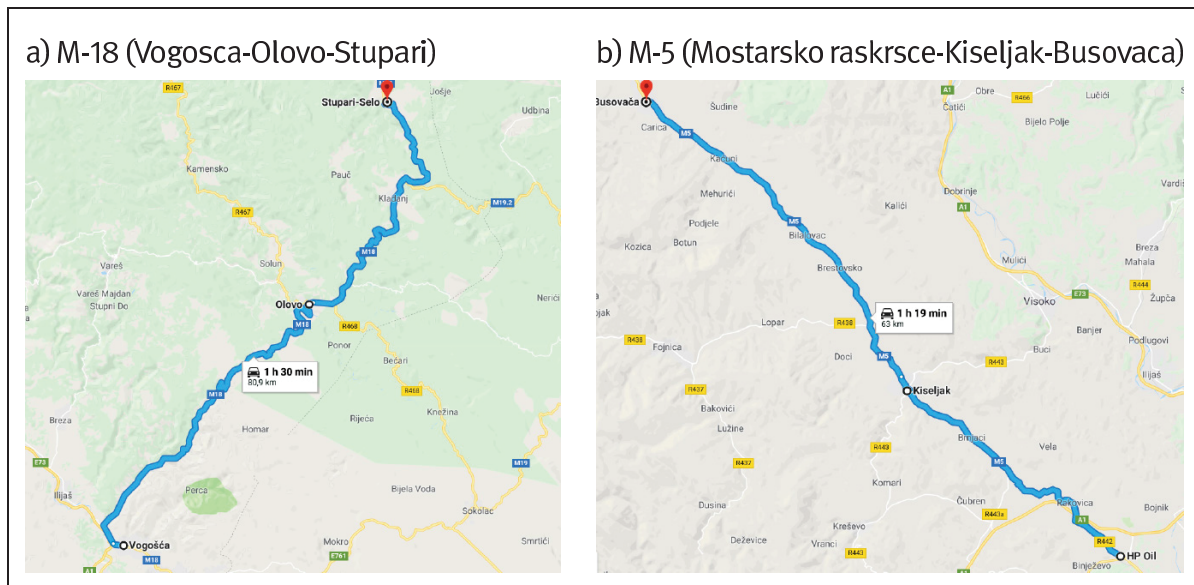 a) M-18 (Vogosca-Olovo-Stupari)
R467
Stupari-Selo
Jošje
Udbina
Kamensko
Pauč
Kladanj
M19.2
R467
M18
Solun
Vareš
Vareš Majdan
Stupni Do
Olovo
Nerići
M18
R468
Ponor
Bečari
1 h 30 min
80,9 km
M18
R468
Breza
Riječa
Knežina
Homar
E73
M19
Ilijaš
Perca
Bijela Voda
Sokolac
Vogošća
M18
Mokro
E761
Smrtići
A1
b) M-5 (Mostarsko raskrsce-Kiseljak-Busovaca)
Busovača
Šudine
A1
Obre
R466
Lučići
Čatići
Carica
M5
Bijelo Polje
Kaćuni
Mehurići
Dobrinje
Vardi
Kalići
A1
Podjele
M5
Kozica
Botun
Bilalovac
Breza
Mahala
Brestovsko
Mulići
R444
Visoko
E73
Župča
ojak
1 h 19 min
63 km
Lopar
R438
Banjer
R438
Fojnica
Doci
M5
Buci
Podlugovi
R443
Ilijaš
R437
Kiseljak
Bakovići
Lužine
Brnjaci
Vela
R443
R437
M5
Komari
Dusina
Čubren
Rakovica
R443a
Bojnik
Kreševo
A1
Deževice
Vranci
R443
R442
HP Oil
Binježevo